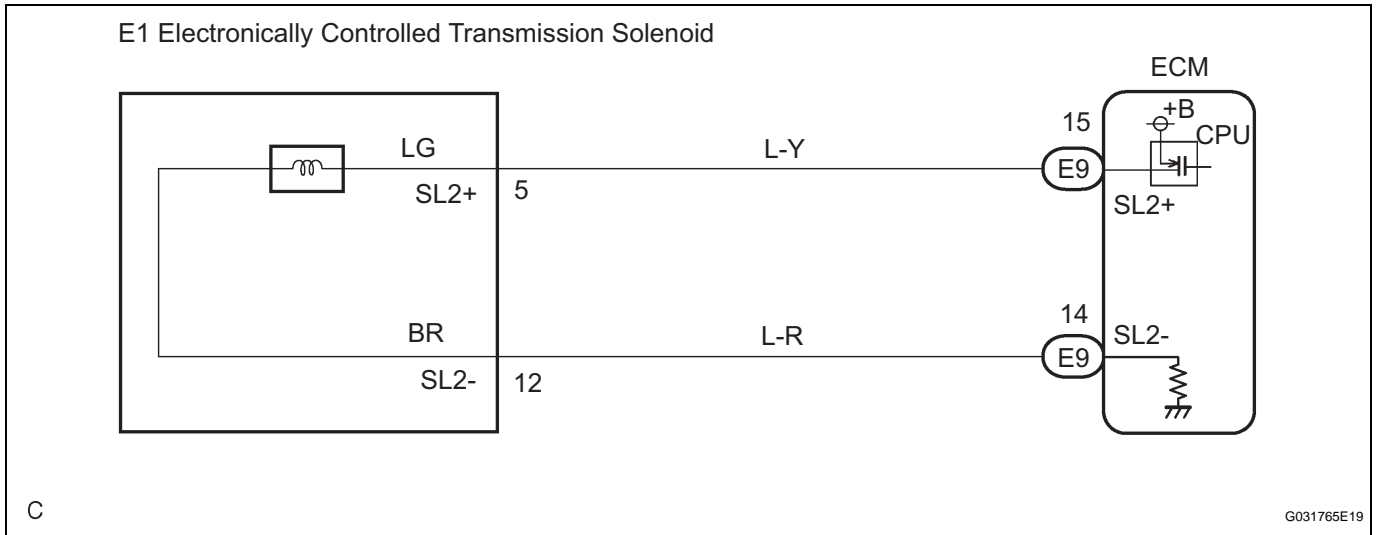 E1 Electronically Controlled Transmission Solenoid
ECM
+B
CPU
15
LG
L-Y
E9
SL2+
5
SL2+
14
BR
L-R
SL2-
E9
SL2-
12
C
G031765E19